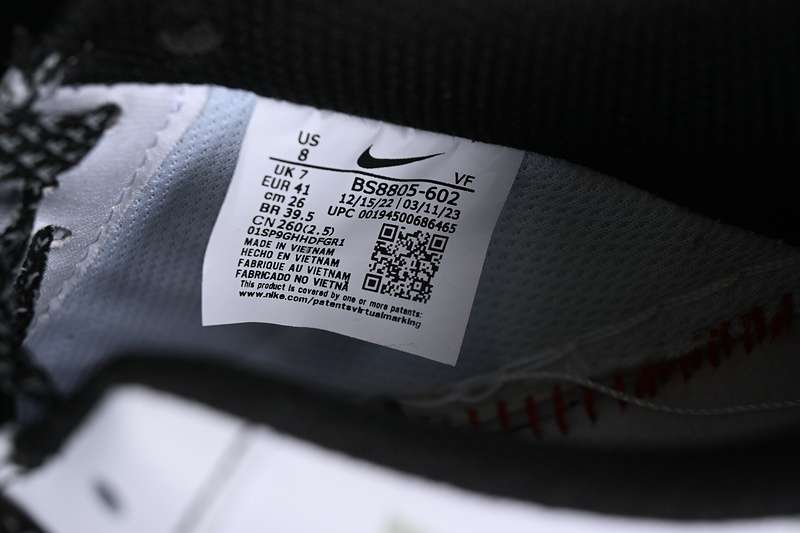 US
8
UK 7
EUR 41
cm 26
BR 39.5
CN 260(2.5)
01SP9GHHDFGR1
VF
BS8805-602
12/15/22 | 03/11/23
UPC 00194500686465
MADE IN VIETNAM
HECHO EN VIETNAM
FABRIQUE AU VIETNAM
FABRICADO NO VIETNÃ
This product is covered by one or more patents:
www.nike.com/patentsvirtualmarking